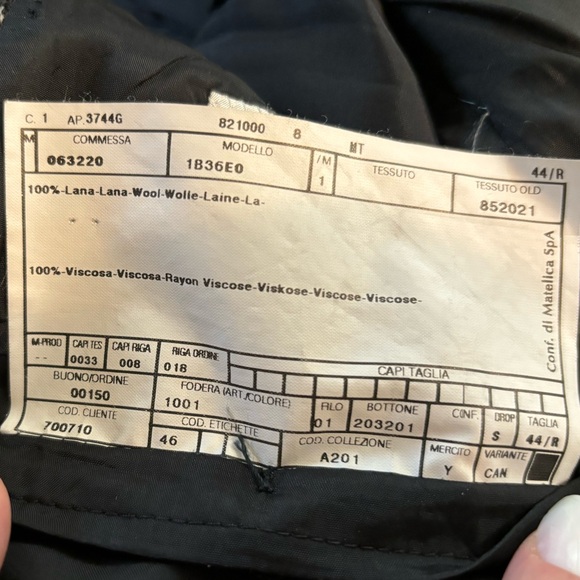 C. 1 AP.3744G 821000 8 MT 44/R
M COMMESSA MODELLO /M TESSUTO TESSUTO OLD
063220 1B36E0 1 852021
100%-Lana-Lana-Wool-Wolle-Laine-La-
* *
100%-Viscosa-Viscosa-Rayon Viscose-Viskose-Viscose-Viscose-
Conf. di Matelica SpA
M-PROD CAPI TES CAPI RIGA RIGA ORDINE CAPI TAGLIA
-- 0033 008 018
BUONO/ORDINE FODERA (ART./COLORE) FILO BOTTONE CINF. DROP TAGLIA
00150 1001 01 203201 S 44/R
COD. CLIENTE COD. ETICHETTE COD. COLLEZIONE MERCITO VARIANTE
700710 46 A201 Y CAN